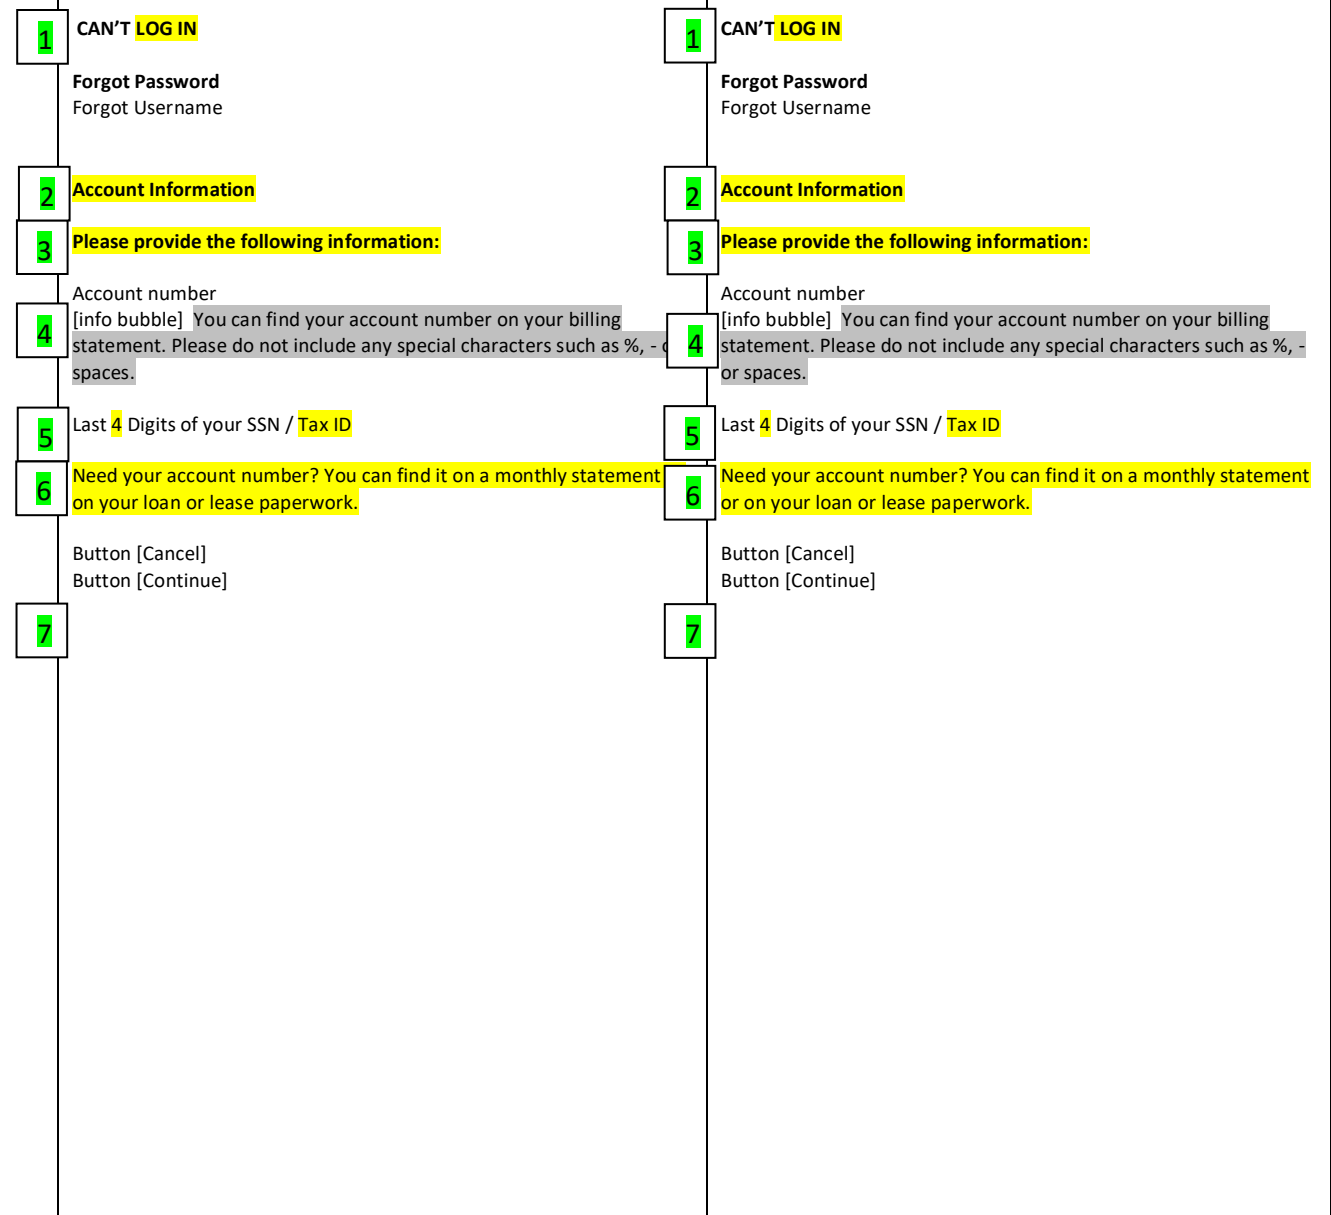 1
CAN'T LOG IN
Forgot Password
Forgot Username
2
Account Information
3
Please provide the following information:
Account number
4
[info bubble] You can find your account number on your billing
statement. Please do not include any special characters such as %, -
spaces.
5
Last 4 Digits of your SSN / Tax ID
6
Need your account number? You can find it on a monthly statement
on your loan or lease paperwork.
Button [Cancel]
Button [Continue]
7
1
CAN'T LOG IN
Forgot Password
Forgot Username
2
Account Information
3
Please provide the following information:
Account number
4
[info bubble] You can find your account number on your billing
statement. Please do not include any special characters such as %, -
or spaces.
5
Last 4 Digits of your SSN / Tax ID
6
Need your account number? You can find it on a monthly statement
or on your loan or lease paperwork.
Button [Cancel]
Button [Continue]
7